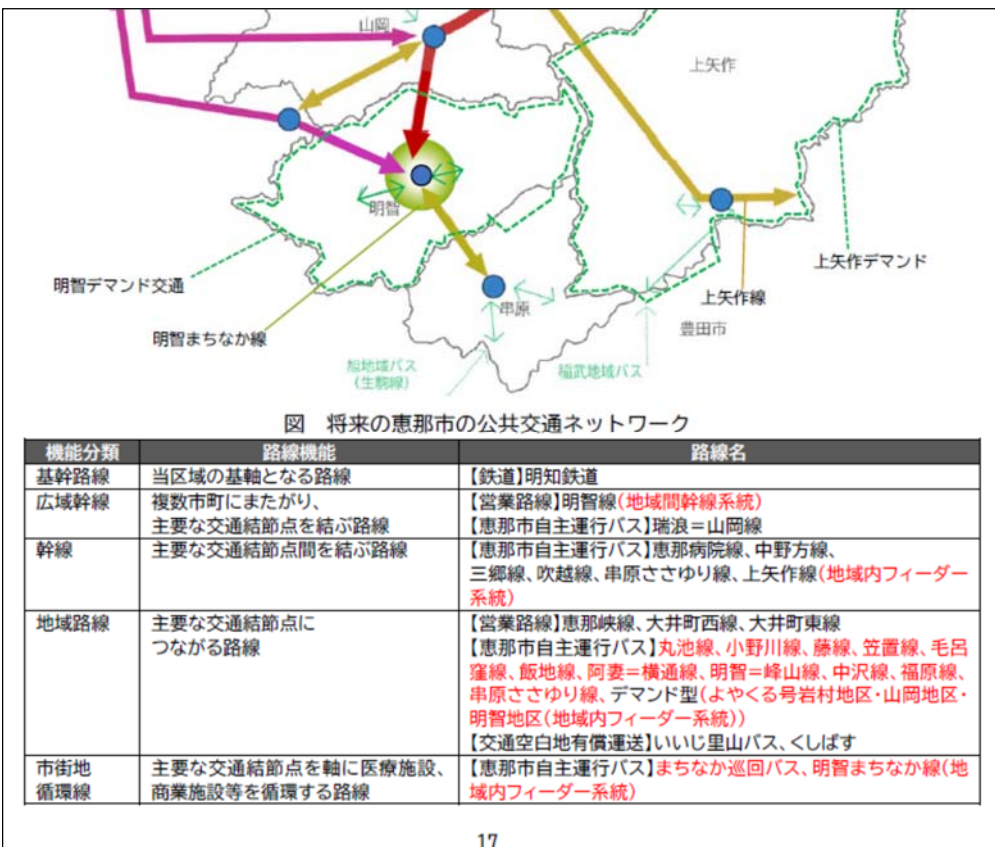 山岡
上矢作
明智
明智デマンド交通
上矢作デマンド
串原
上矢作線
明智まちなか線
豊田市
旭地域バス
(生駒線)
稲武地域バス
図　将来の恵那市の公共交通ネットワーク
機能分類 路線機能 路線名
基幹路線 当区域の基軸となる路線 【鉄道】明知鉄道
広域幹線 複数市町にまたがり、 【営業路線】明智線(地域間幹線系統)
主要な交通結節点を結ぶ路線 【恵那市自主運行バス】瑞浪＝山岡線
幹線 主要な交通結節点間を結ぶ路線 【恵那市自主運行バス】恵那病院線、中野方線、
三郷線、吹越線、串原ささゆり線、上矢作線(地域内フィーダー
系統)
地域路線 主要な交通結節点に 【営業路線】恵那峡線、大井町西線、大井町東線
つながる路線 【恵那市自主運行バス】丸池線、小野川線、藤線、笠置線、毛呂
窪線、飯地線、阿妻＝横通線、明智＝峰山線、中沢線、福原線、
串原ささゆり線、デマンド型(よやくる号岩村地区・山岡地区・
明智地区(地域内フィーダー系統))
【交通空白地有償運送】いいじ里山バス、くしばす
市街地 主要な交通結節点を軸に医療施設、 【恵那市自主運行バス】まちなか巡回バス、明智まちなか線(地
循環線 商業施設等を循環する路線 域内フィーダー系統)
17